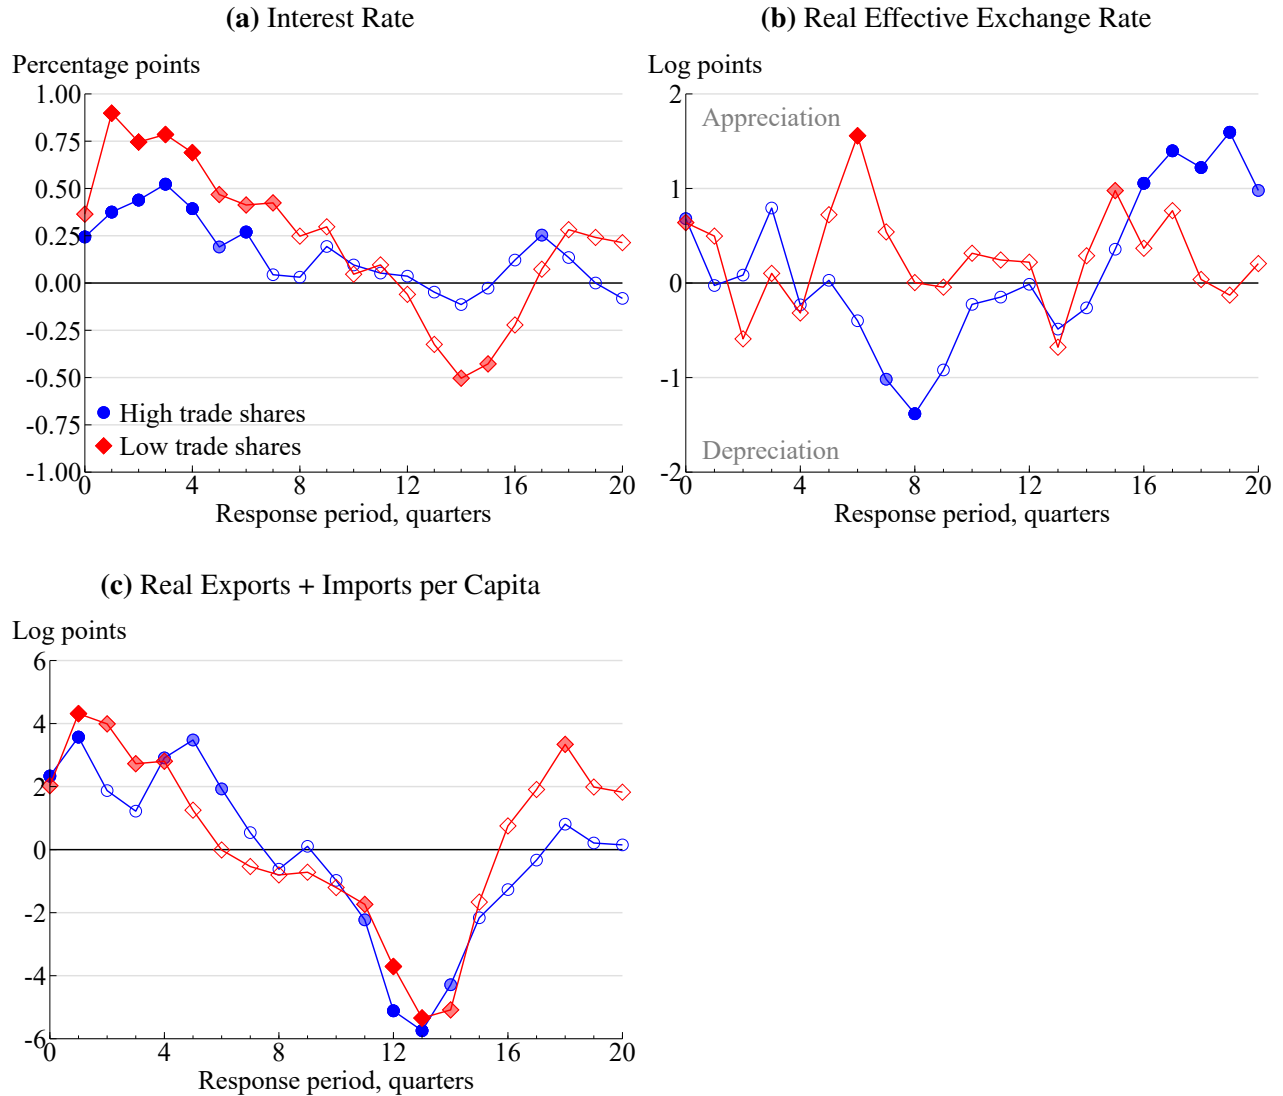 (a) Interest Rate
Percentage points
1.00
0.75
0.50
0.25
0.00
-0.25
-0.50
-0.75
-1.00
High trade shares
Low trade shares
0 4 8 12 16 20
Response period, quarters
(b) Real Effective Exchange Rate
Log points
2
1
0
-1
-2
Appreciation
Depreciation
0 4 8 12 16 20
Response period, quarters
(c) Real Exports + Imports per Capita
Log points
6
4
2
0
-2
-4
-6
0 4 8 12 16 20
Response period, quarters